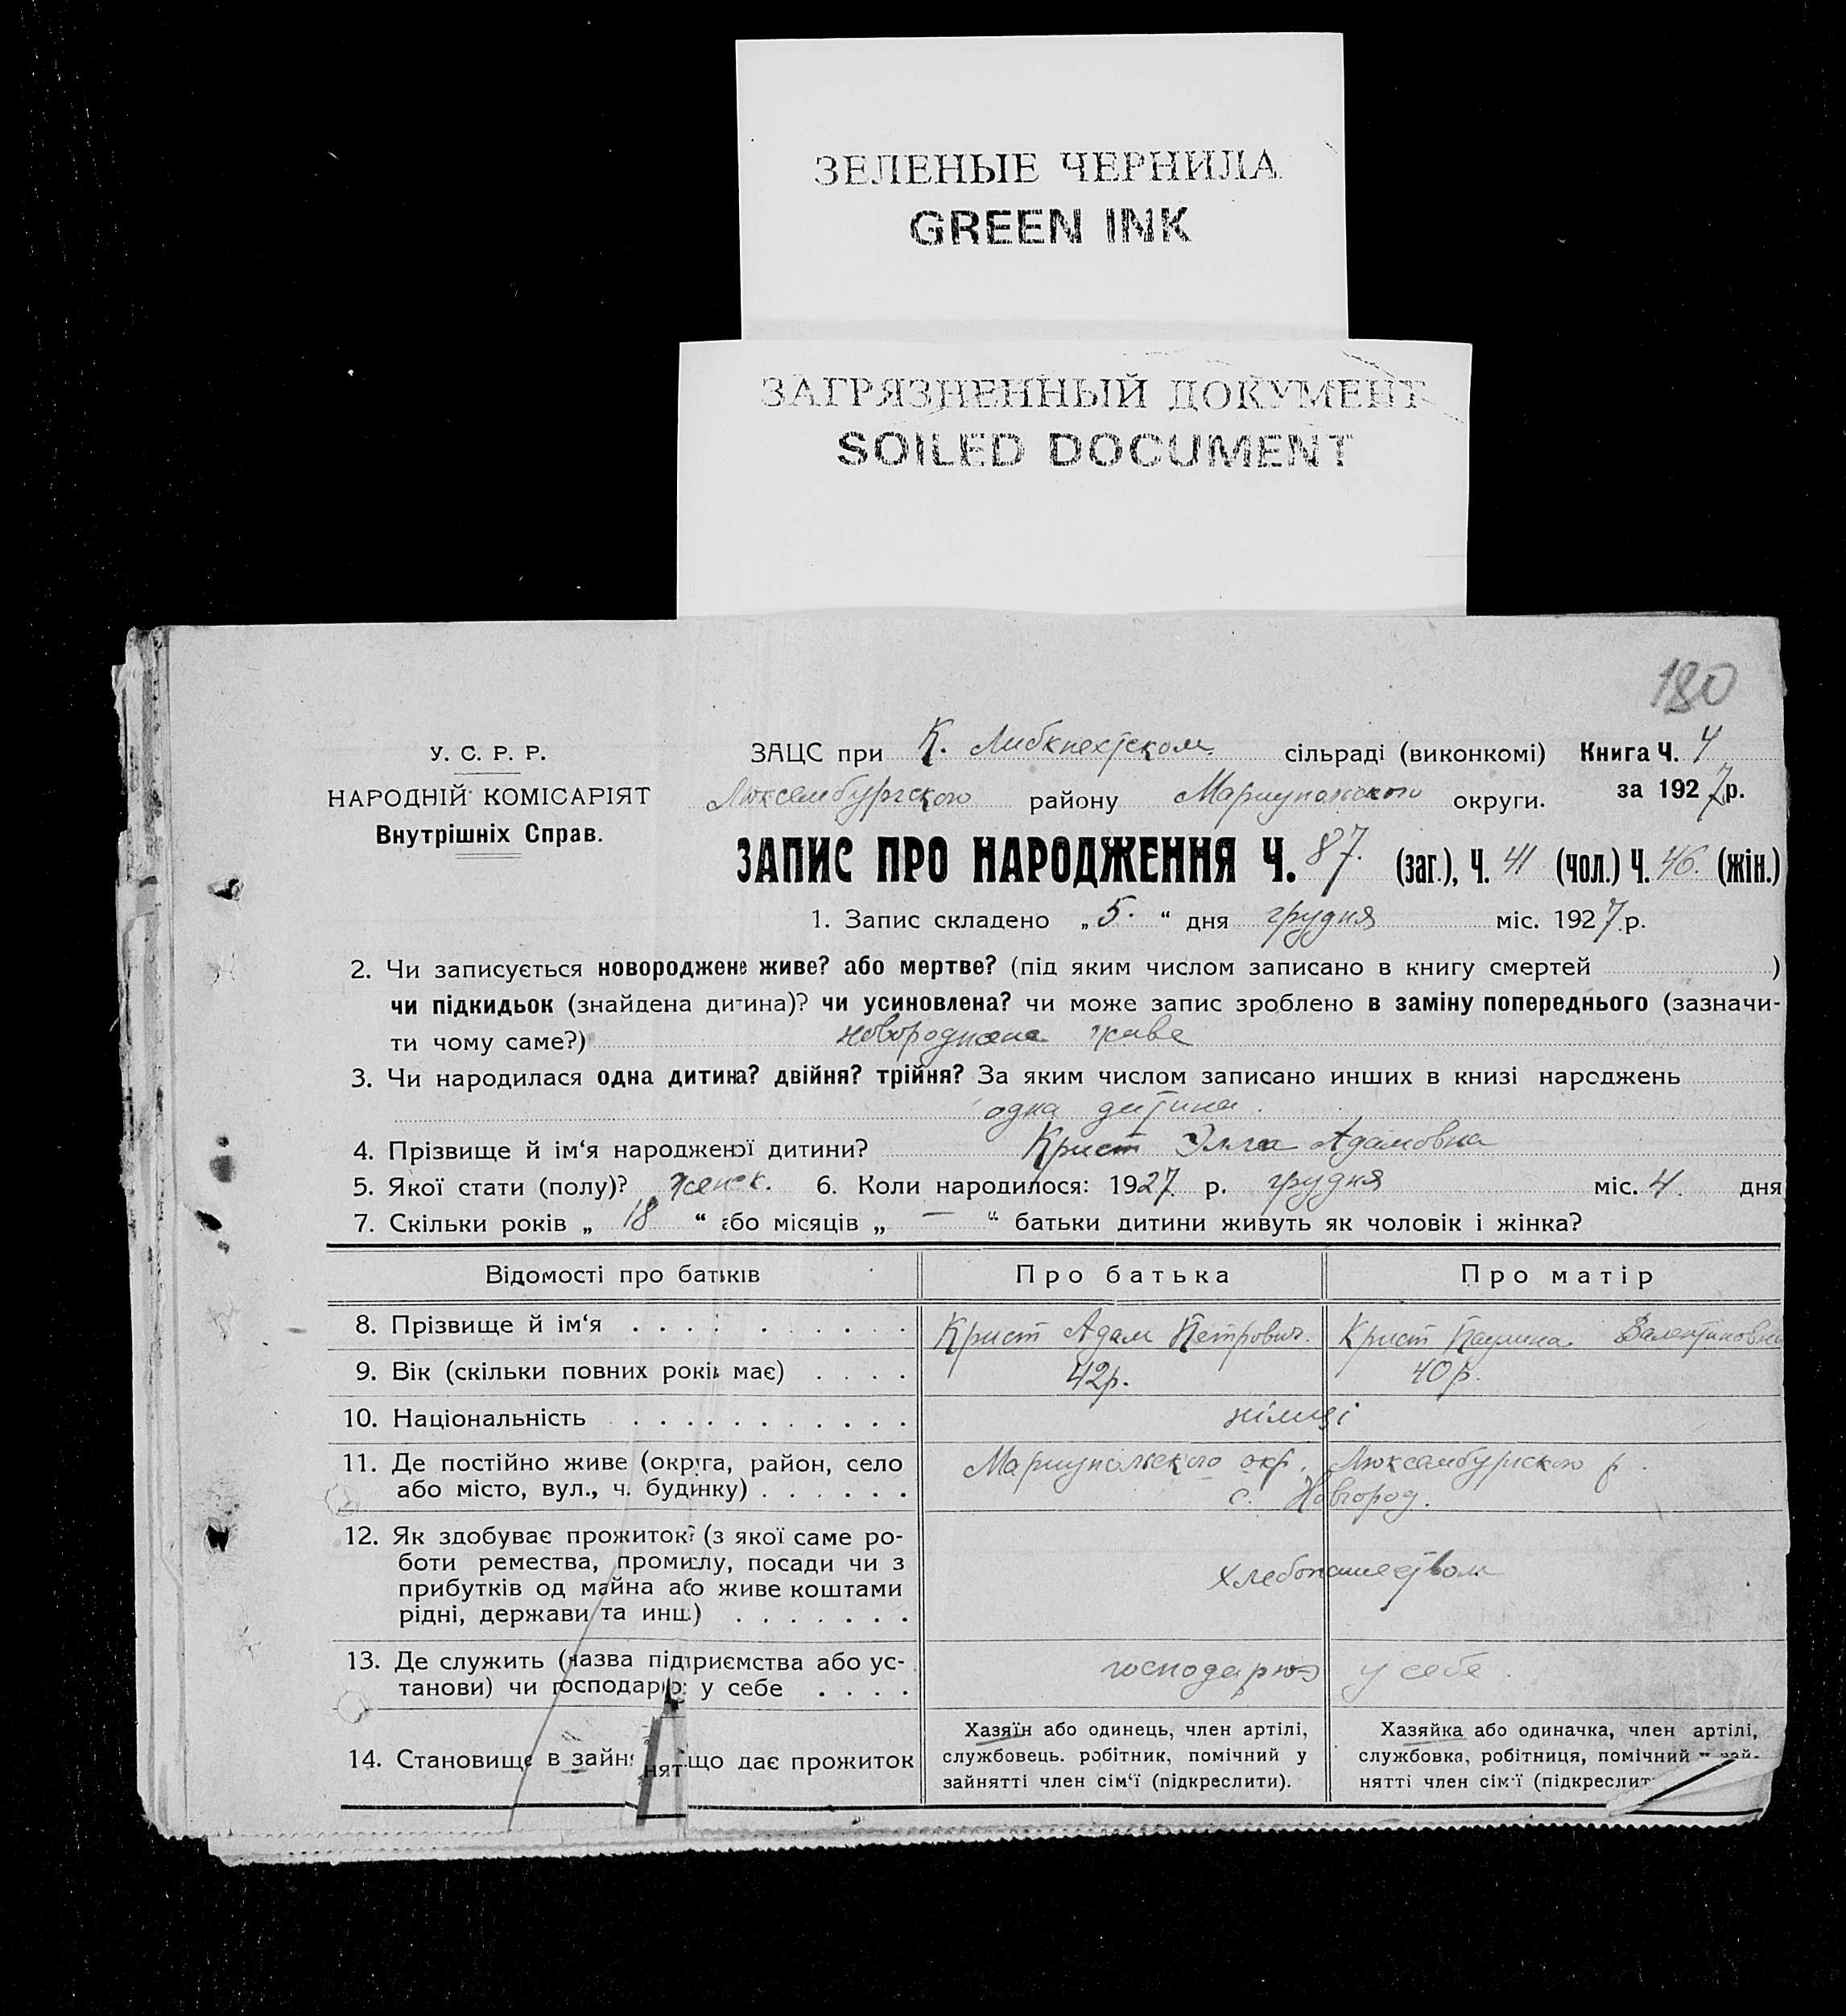 ЗЕЛЕНЫЕ ЧЕРНИЛА
GREEN INK
ЗАГРЯЗНЕННЫЙ ДОКУМЕНТ
SOILED DOCUMENT
180
У. С. Р. Р.
НАРОДНІЙ КОМІСАРІЯТ
Внутрішніх Справ.
ЗАЦС при К. Либкнехтском сільраді (виконкомі) Книга Ч. 4
Люксембургского району Мариупольского округи. за 1927 р.
ЗАПИС ПРО НАРОДЖЕННЯ Ч. 87. (заг.), Ч. 41 (чол.) Ч. 46. (жін.)
1. Запис складено „5.“ дня грудня міс. 1927 р.
2. Чи записується новороджене живе? або мертве? (під яким числом записано в книгу смертей )
чи підкидьок (знайдена дитина)? чи усиновлена? чи може запис зроблено в заміну попереднього (зазначи-
ти чому саме?) живе
3. Чи народилася одна дитина? двійня? трійня? За яким числом записано инших в книзі народжень
одна дитина.
4. Прізвище й ім‘я народженої дитини? Крист Элла Адамовна
5. Якої стати (полу)? женск. 6. Коли народилося: 1927 р. грудня міс. 4. дня
7. Скільки років „ 18 “ або місяців „ — “ батьки дитини живуть як чоловік і жінка?
Відомості про батьків Про батька Про матір
8. Прізвище й ім‘я Крист Адам Петрович. Крист Паулина Валентиновна
9. Вік (скільки повних років має) 42р. 40р.
10. Національність німці
11. Де постійно живе (округа, район, село Мариупольского окр. Люксембургского р.
або місто, вул., ч. будинку) с. Новгород.
12. Як здобуває прожиток? (з якої саме ро-
боти ремества, промислу, посади чи з
прибутків од майна або живе коштами хлебопашеством
рідні, держави та инш.)
13. Де служить (назва підприємства або ус-
танови) чи господарює у себе господарює у себе.
14. Становище в зайнятті що дає прожиток
Хазяїн або одинець, член артілі,
службовець. робітник, помічний у
зайнятті член сім‘ї (підкреслити).
Хазяйка або одиначка, член артілі,
службовка, робітниця, помічний у зай-
нятті член сім‘ї (підкреслит